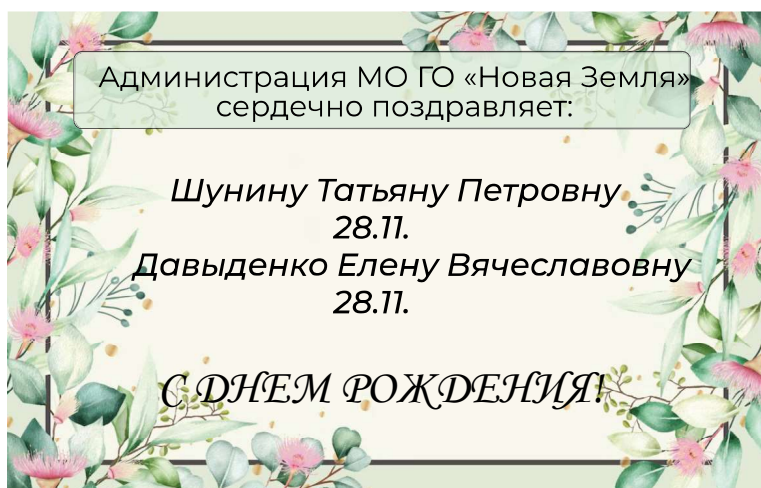 Администрация МО ГО «Новая Земля»
сердечно поздравляет:
Шунину Татьяну Петровну
28.11.
Давыденко Елену Вячеславовну
28.11.
С ДНЕМ РОЖДЕНИЯ!